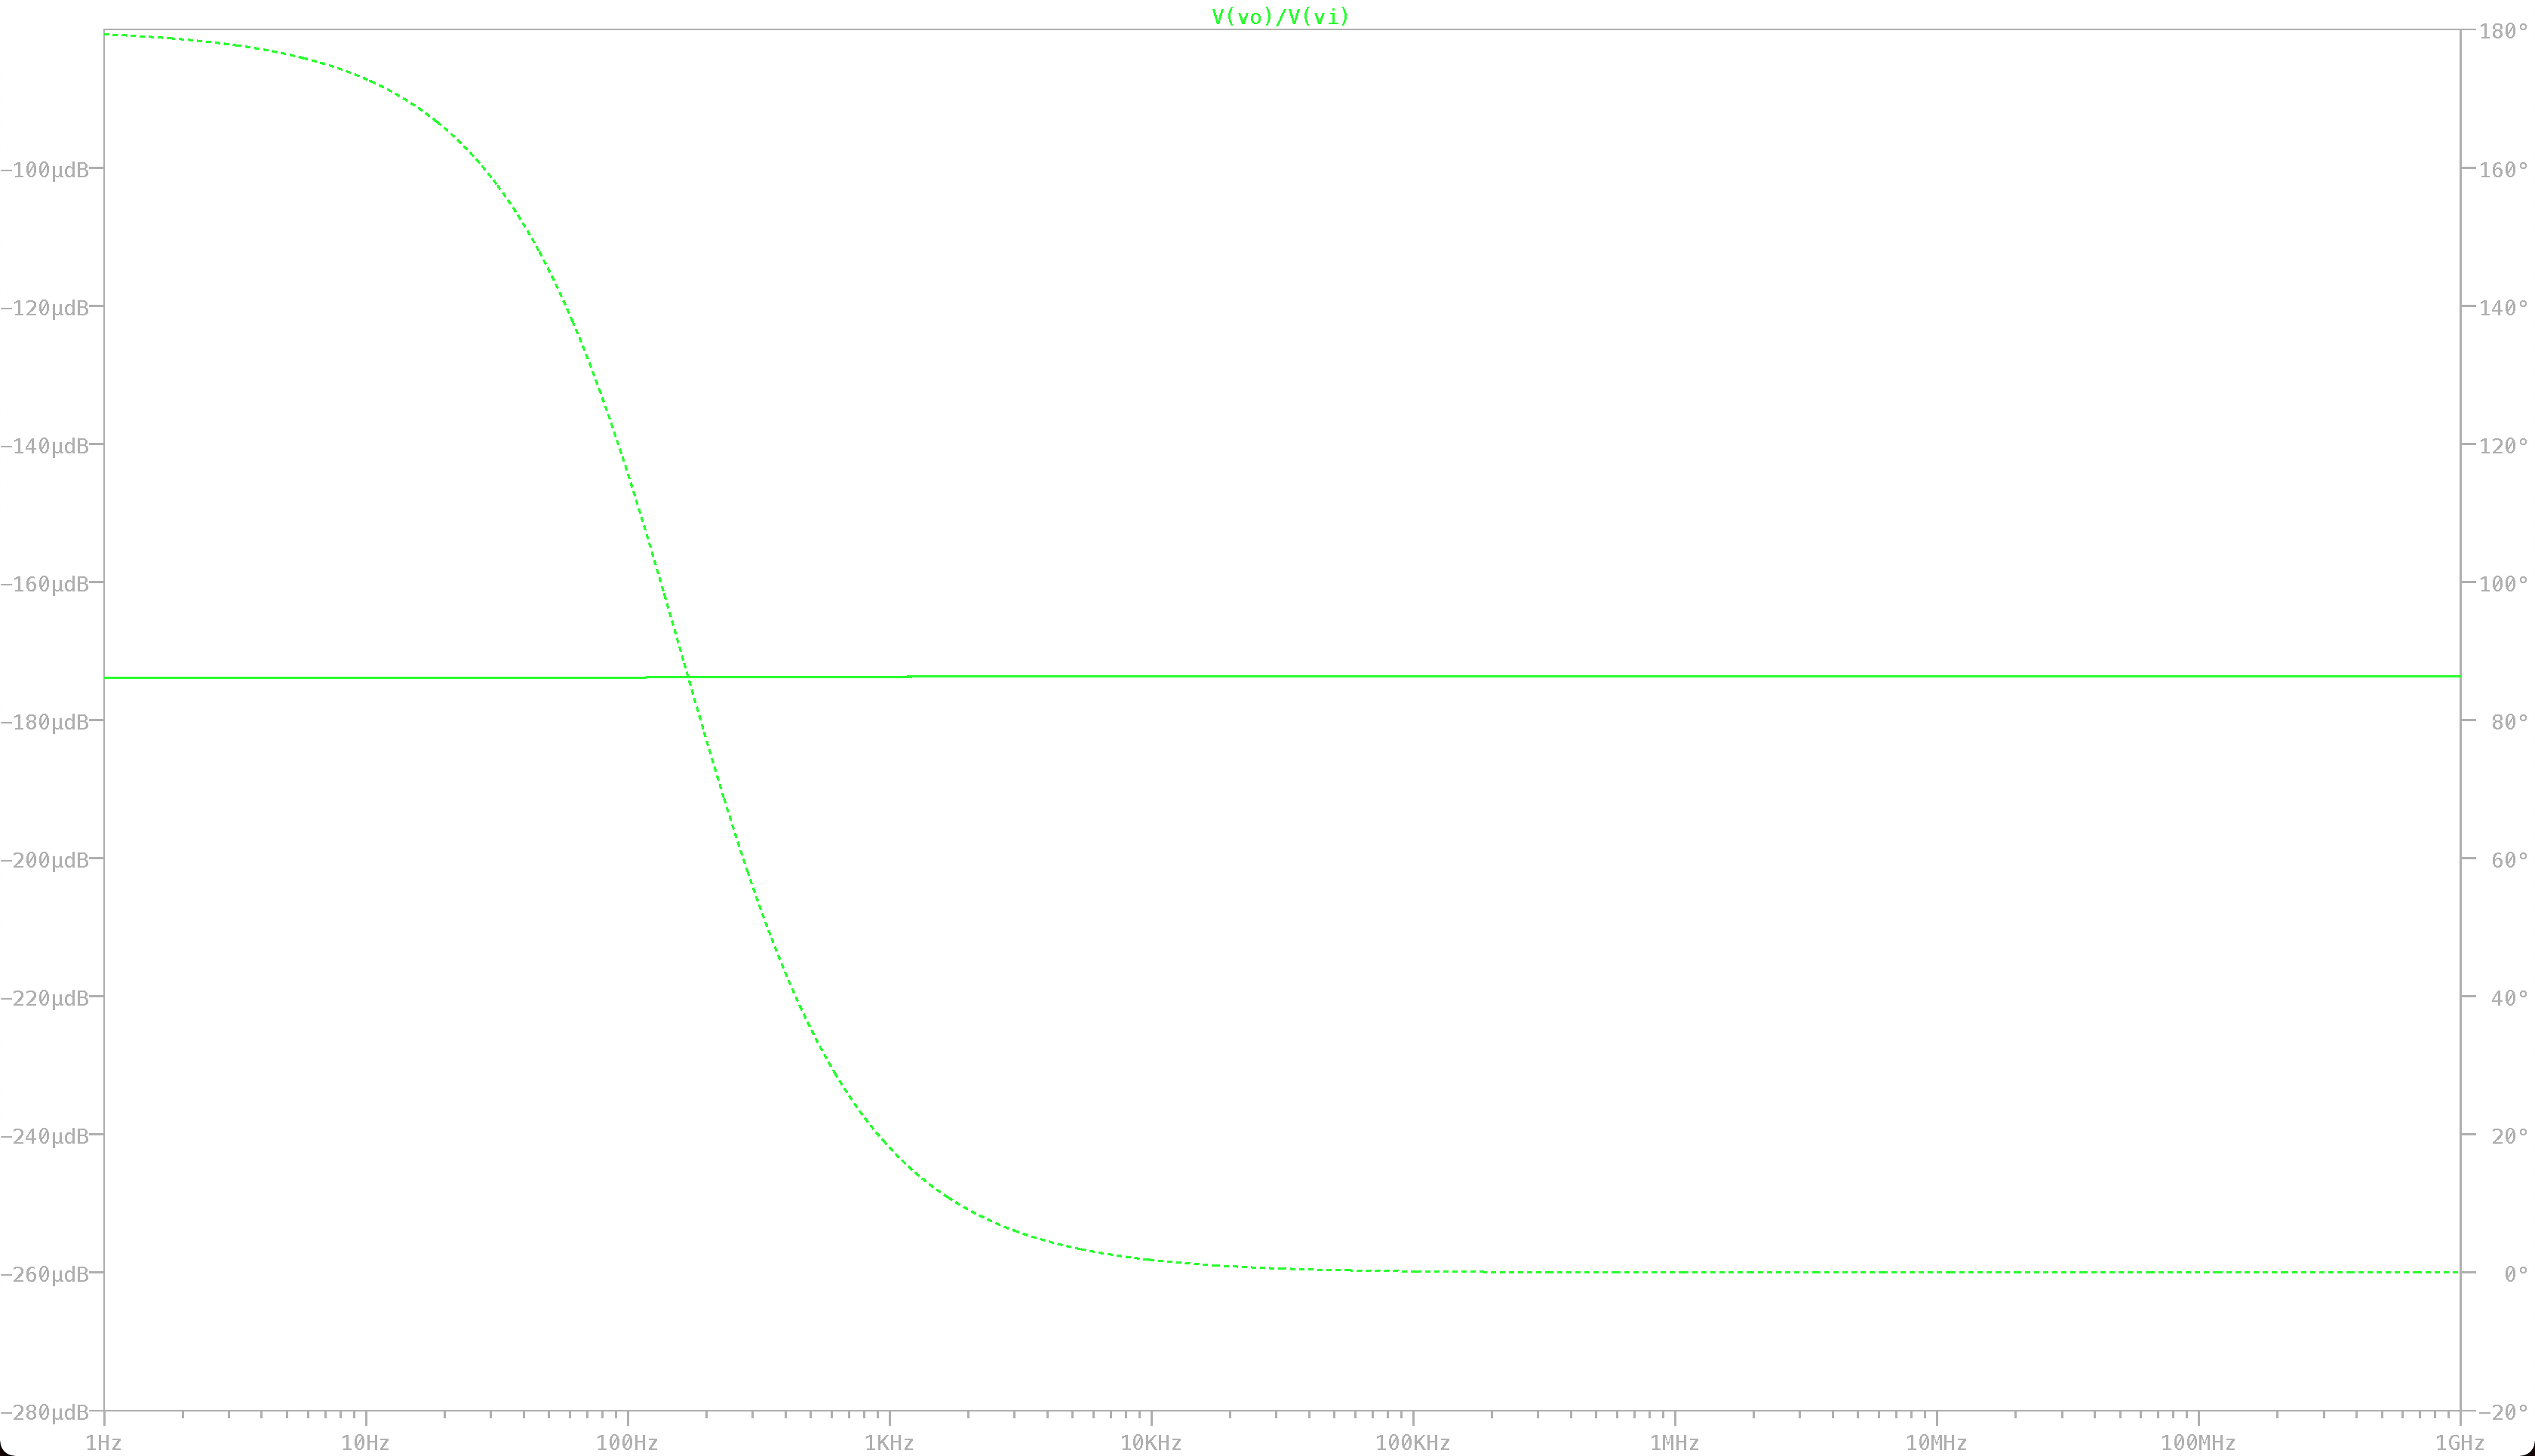 V(vo)/V(vi)
180°
-100µdB 160°
-120µdB 140°
-140µdB 120°
-160µdB 100°
-180µdB 80°
-200µdB 60°
-220µdB 40°
-240µdB 20°
-260µdB 0°
-280µdB -20°
1Hz 10Hz 100Hz 1KHz 10KHz 100KHz 1MHz 10MHz 100MHz 1GHz